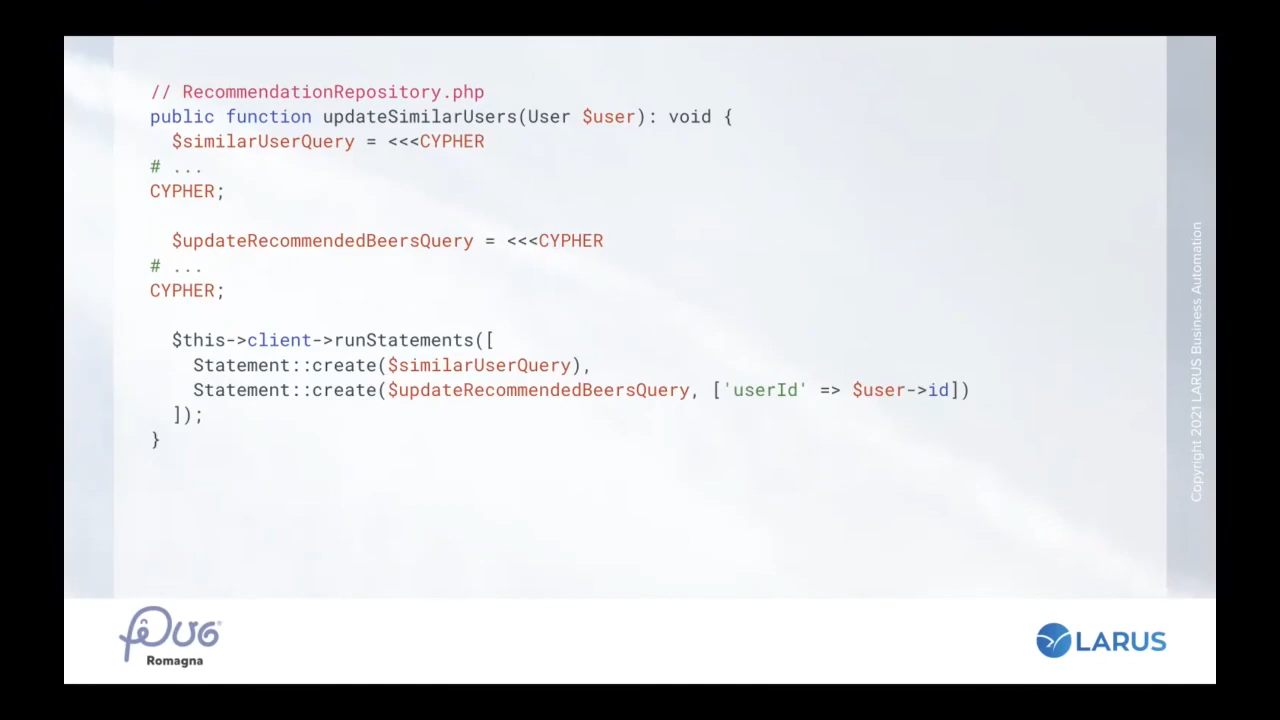 // RecommendationRepository.php
public function updateSimilarUsers(User $user): void {
  $similarUserQuery = <<<CYPHER
# ...
CYPHER;

  $updateRecommendedBeersQuery = <<<CYPHER
# ...
CYPHER;

  $this->client->runStatements([
    Statement::create($similarUserQuery),
    Statement::create($updateRecommendedBeersQuery, ['userId' => $user->id])
  ]);
}
Copyright 2021 LARUS Business Automation
PUG
Romagna
LARUS